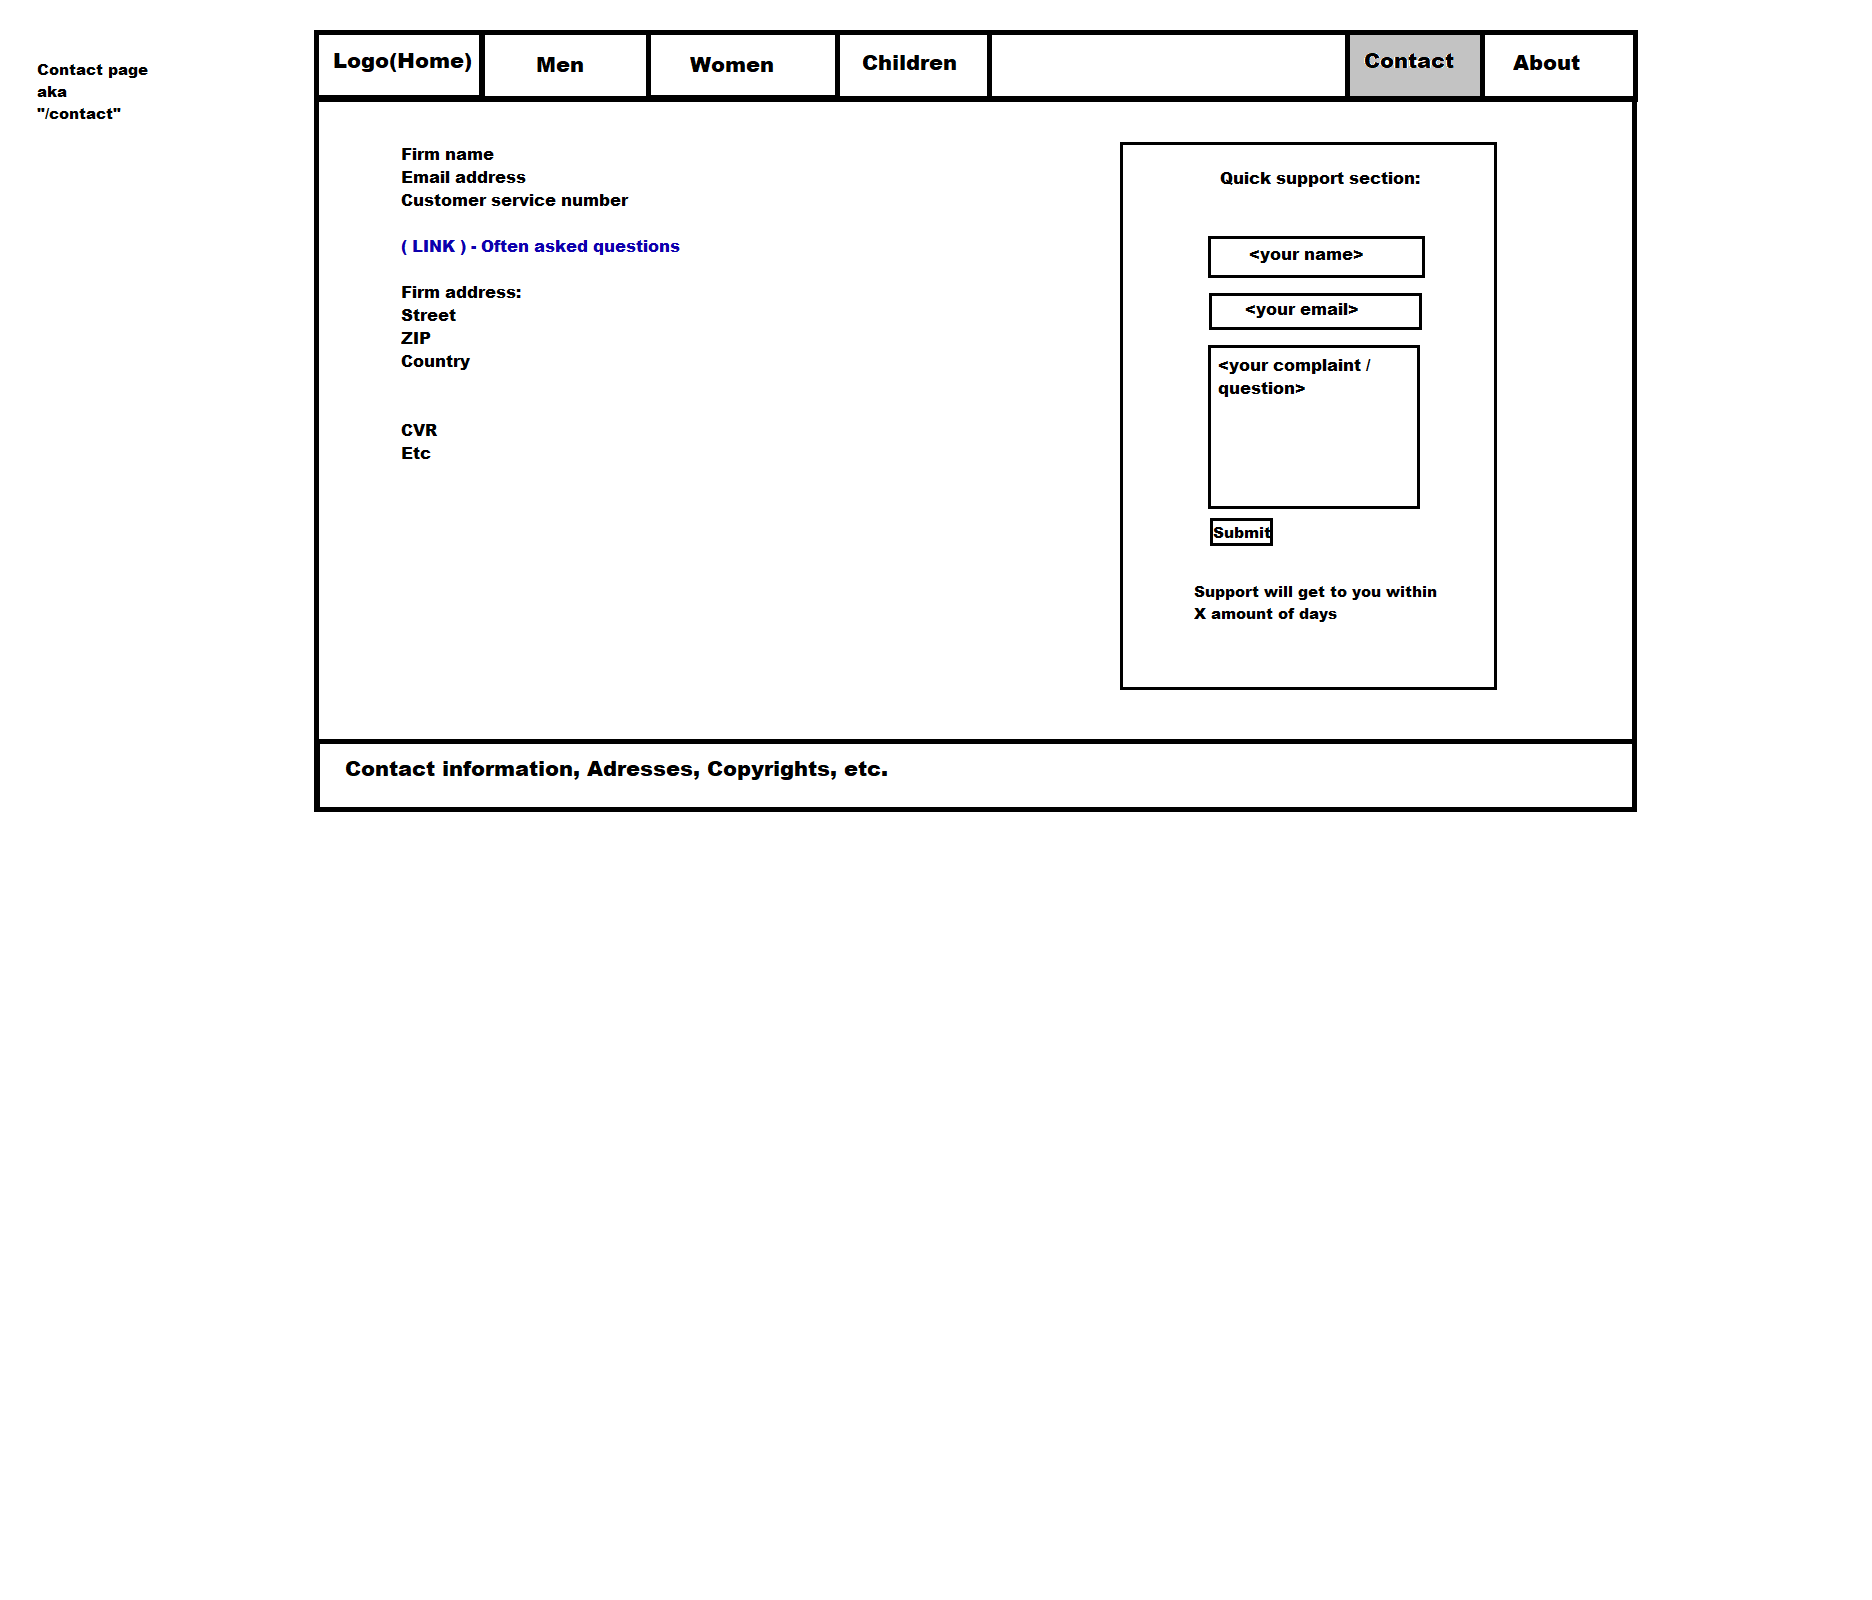 Contact page
aka
"/contact"
Logo(Home)
Men
Women
Children
Contact
About
Firm name
Email address
Customer service number
( LINK ) - Often asked questions
Firm address:
Street
ZIP
Country
CVR
Etc
Quick support section:
<your name>
<your email>
<your complaint /
question>
Submit
Support will get to you within
X amount of days
Contact information, Adresses, Copyrights, etc.